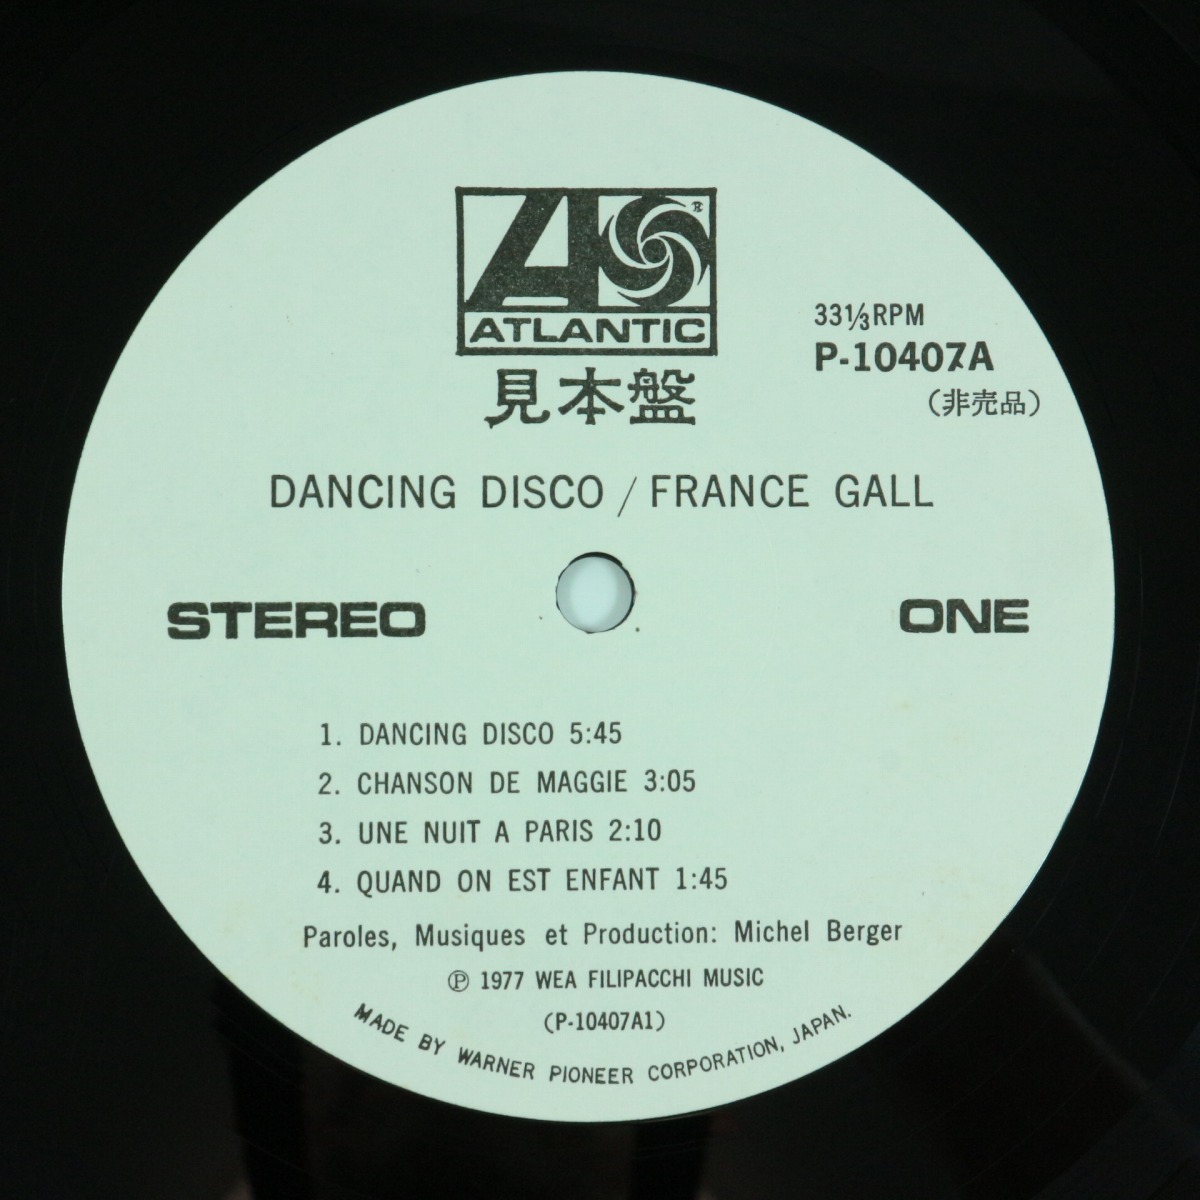 ATLANTIC
®
見本盤
33⅓RPM
P-10407A
(非売品)
DANCING DISCO / FRANCE GALL
STEREO
ONE
1. DANCING DISCO 5:45
2. CHANSON DE MAGGIE 3:05
3. UNE NUIT A PARIS 2:10
4. QUAND ON EST ENFANT 1:45
Paroles, Musiques et Production: Michel Berger
℗ 1977 WEA FILIPACCHI MUSIC
(P-10407A1)
MADE BY WARNER PIONEER CORPORATION, JAPAN.